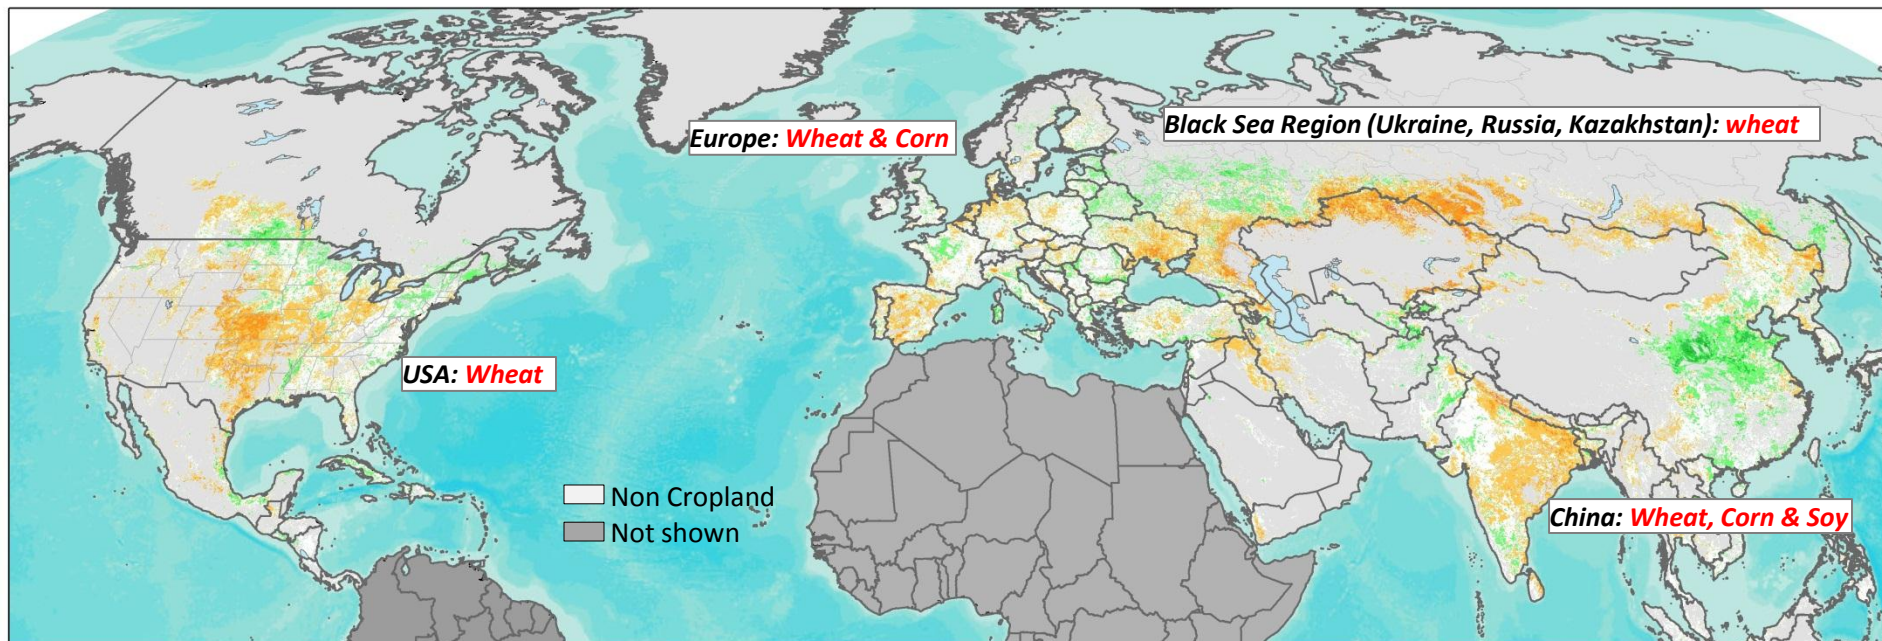 Europe: Wheat & Corn
Black Sea Region (Ukraine, Russia, Kazakhstan): wheat
USA: Wheat
Non Cropland
Not shown
China: Wheat, Corn & Soy